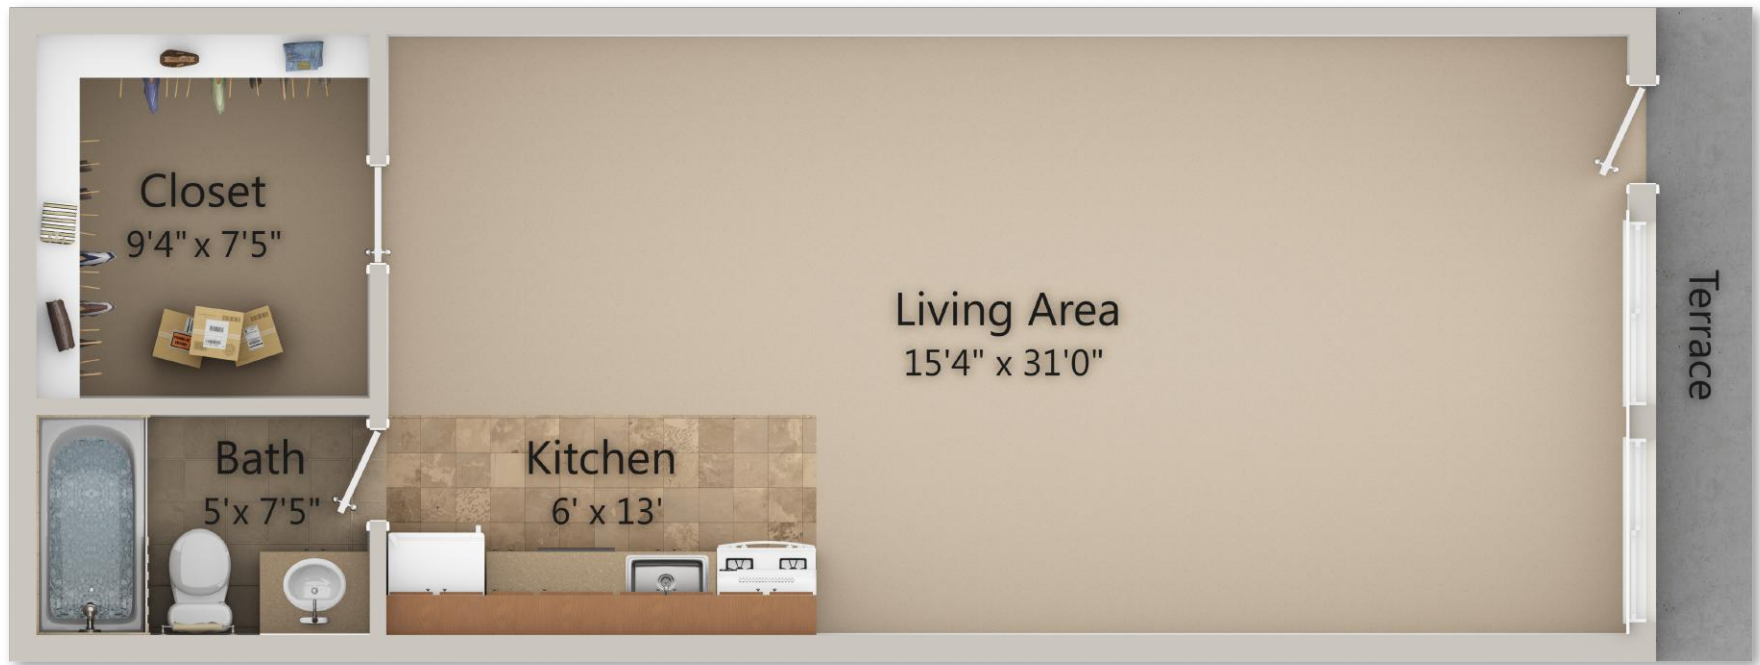 Closet
9'4" x 7'5"
Living Area
15'4" x 31'0"
Terrace
Bath
5'x 7'5"
Kitchen
6' x 13'